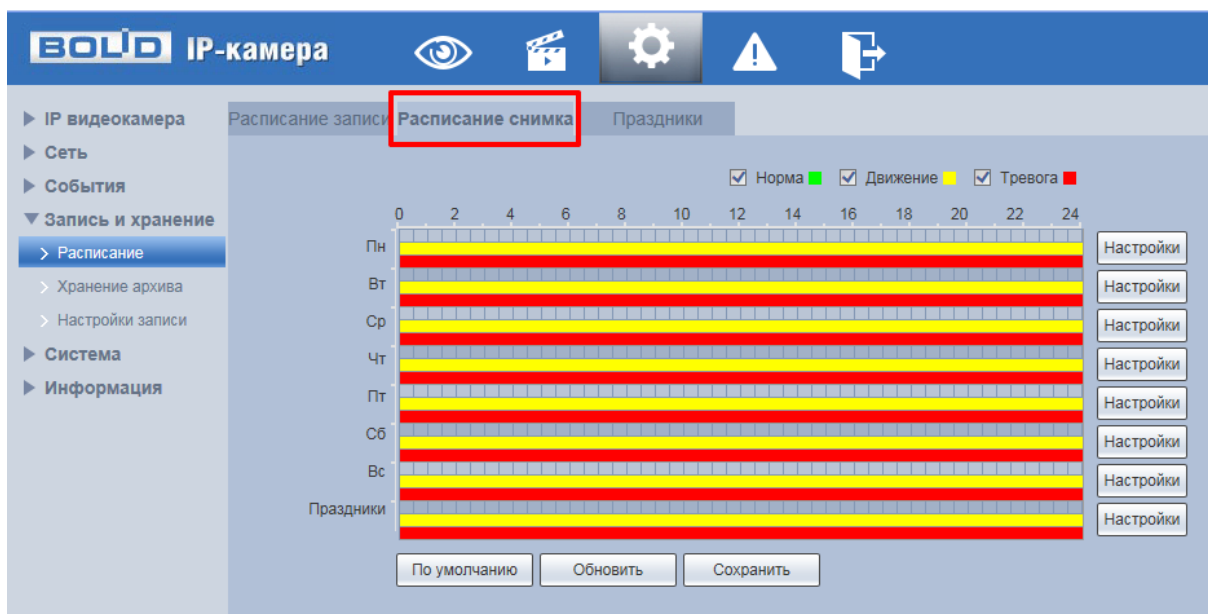 BOLID IP-камера
IP видеокамера
Сеть
События
Запись и хранение
Расписание
Хранение архива
Настройки записи
Система
Информация
Расписание записи Расписание снимка Праздники
Норма Движение Тревога
0 2 4 6 8 10 12 14 16 18 20 22 24
Пн Настройки
Вт Настройки
Ср Настройки
Чт Настройки
Пт Настройки
Сб Настройки
Вс Настройки
Праздники Настройки
По умолчанию Обновить Сохранить